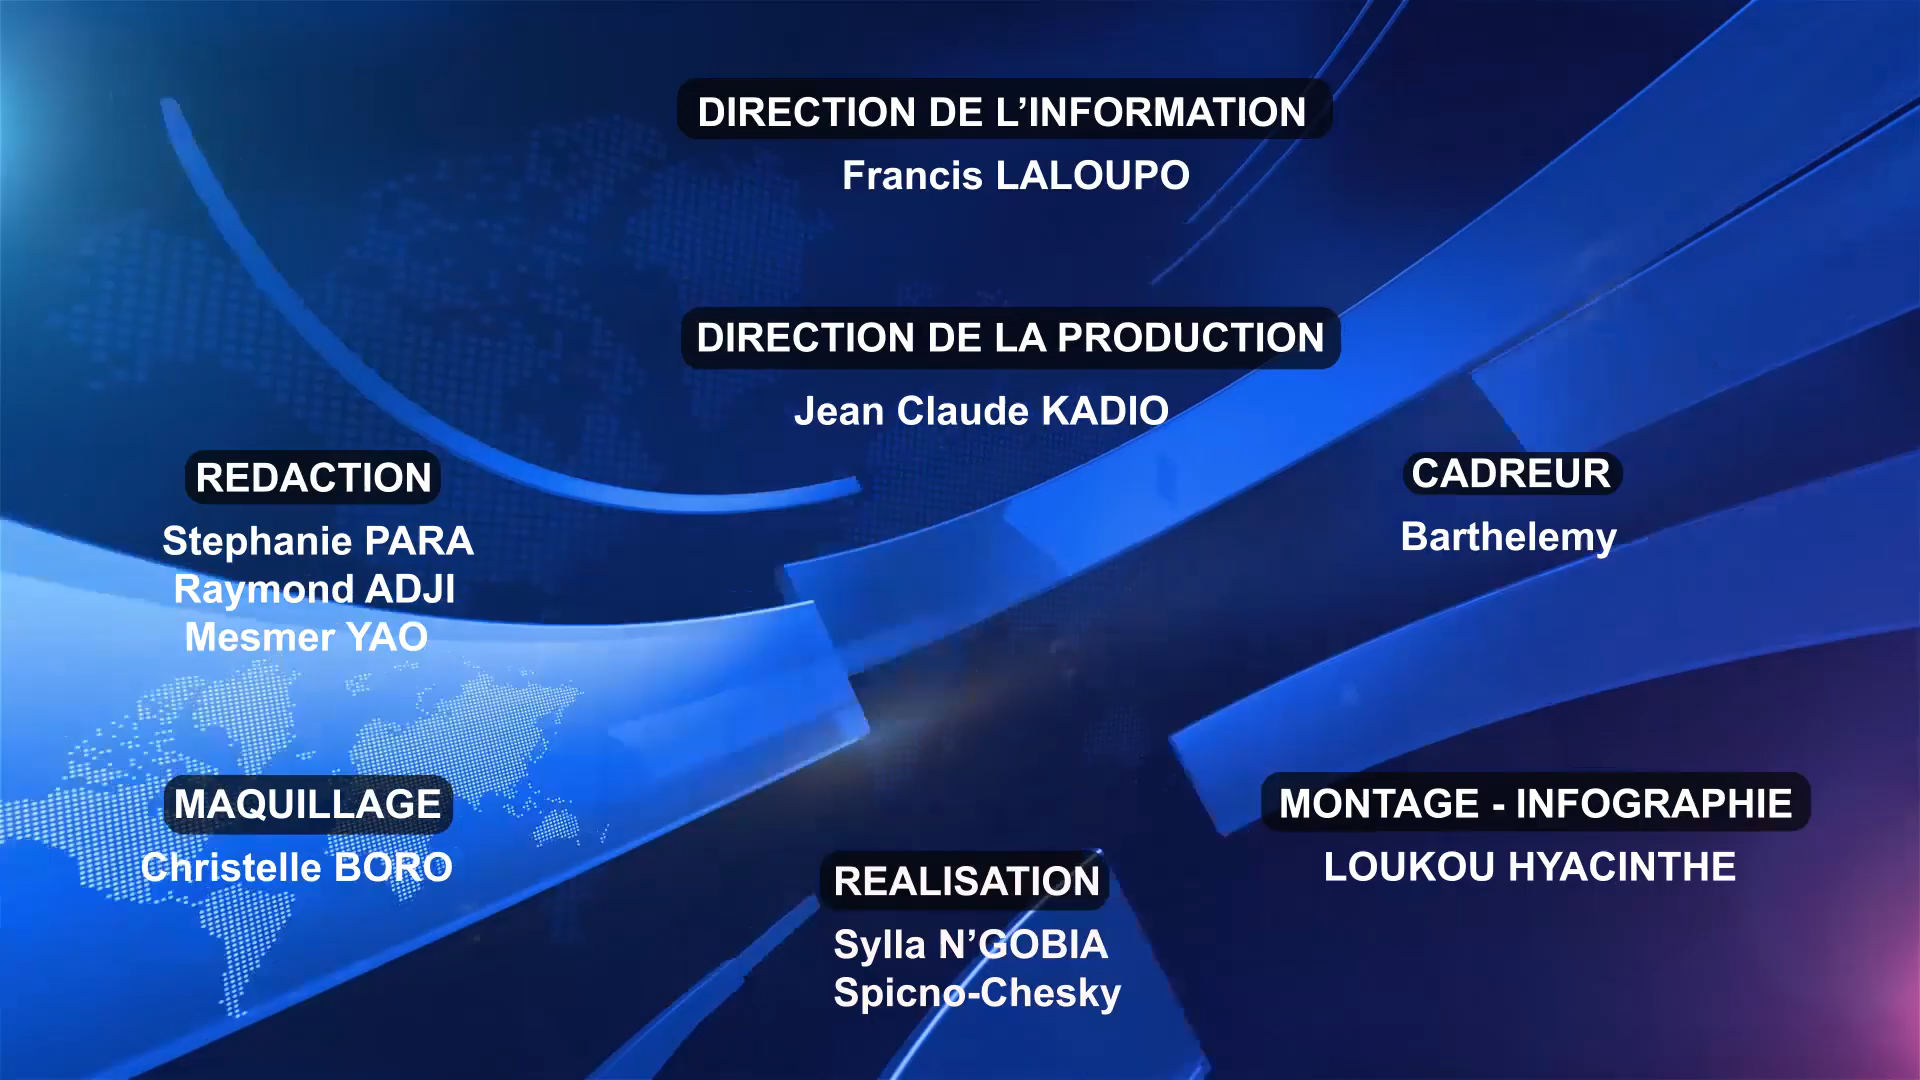 DIRECTION DE L’INFORMATION
Francis LALOUPO
DIRECTION DE LA PRODUCTION
Jean Claude KADIO
REDACTION
Stephanie PARA
Raymond ADJI
Mesmer YAO
CADREUR
Barthelemy
MAQUILLAGE
Christelle BORO
REALISATION
Sylla N’GOBIA
Spicno-Chesky
MONTAGE - INFOGRAPHIE
LOUKOU HYACINTHE